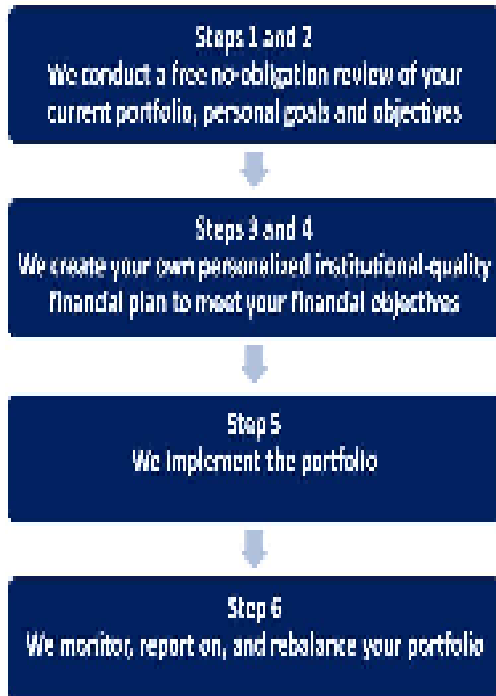 Steps 1 and 2
We conduct a free no-obligation review of your
current portfolio, personal goals and objectives
Steps 3 and 4
We create your own personalized institutional-quality
financial plan to meet your financial objectives
Step 5
We implement the portfolio
Step 6
We monitor, report on, and rebalance your portfolio